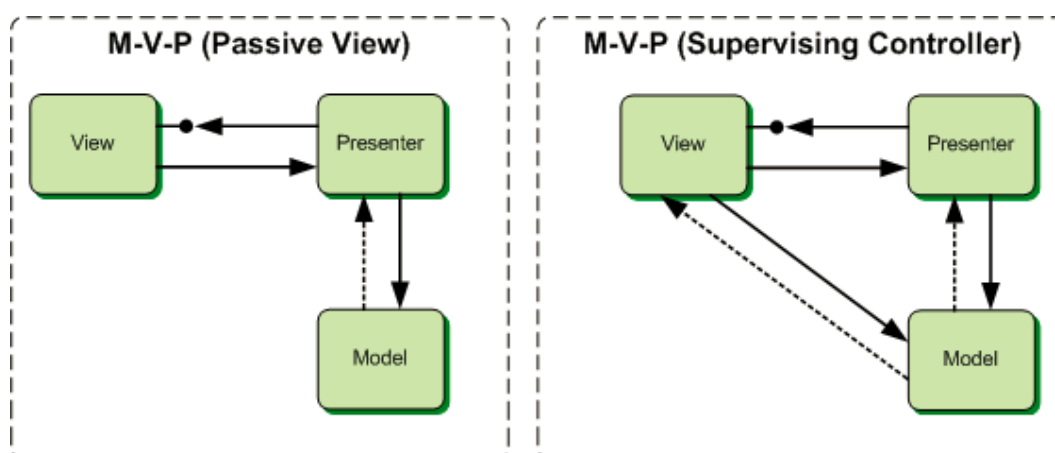 M-V-P (Passive View)
View
Presenter
Model
M-V-P (Supervising Controller)
View
Presenter
Model